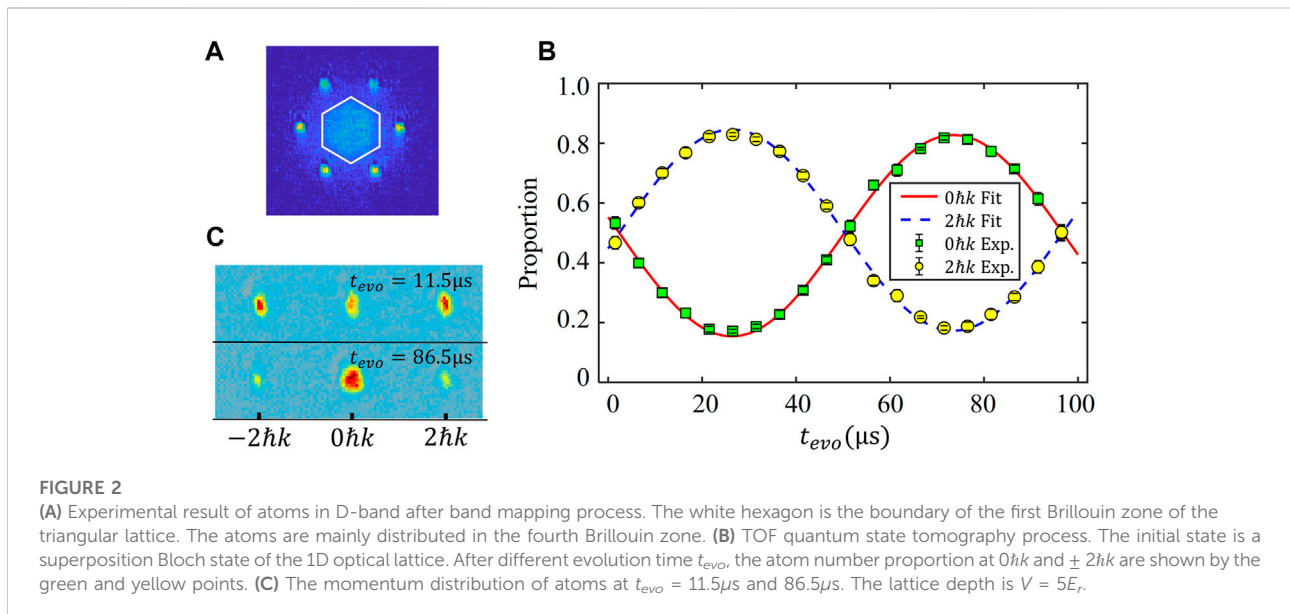 A
B
C
1.0
0.8
0.6
0.4
0.2
0
Proportion
0ħk Fit
2ħk Fit
0ħk Exp.
2ħk Exp.
0 20 40 60 80 100
t_evo(μs)
t_evo = 11.5μs
t_evo = 86.5μs
−2ħk 0ħk 2ħk
FIGURE 2
(A) Experimental result of atoms in D-band after band mapping process. The white hexagon is the boundary of the first Brillouin zone of the
triangular lattice. The atoms are mainly distributed in the fourth Brillouin zone. (B) TOF quantum state tomography process. The initial state is a
superposition Bloch state of the 1D optical lattice. After different evolution time t_evo, the atom number proportion at 0ħk and ± 2ħk are shown by the
green and yellow points. (C) The momentum distribution of atoms at t_evo = 11.5μs and 86.5μs. The lattice depth is V = 5E_r.